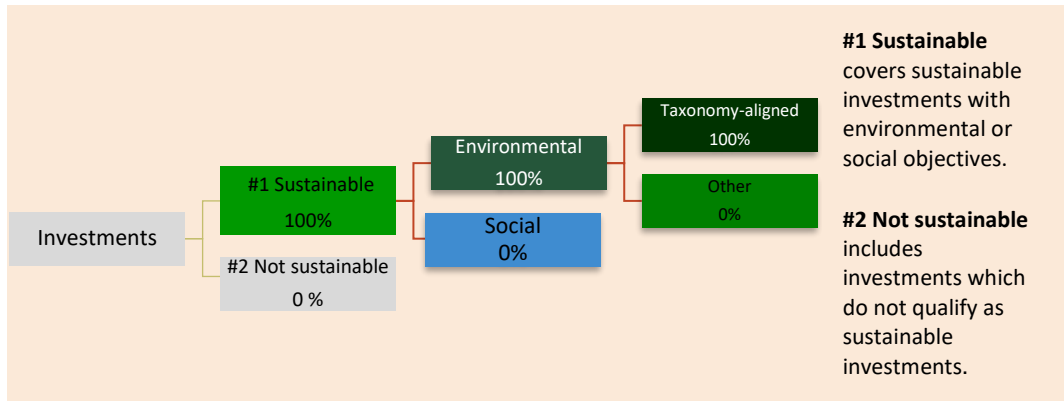 Investments
#1 Sustainable
100%
#2 Not sustainable
0 %
Environmental
100%
Social
0%
Taxonomy-aligned
100%
Other
0%
#1 Sustainable
covers sustainable
investments with
environmental or
social objectives.
#2 Not sustainable
includes
investments which
do not qualify as
sustainable
investments.